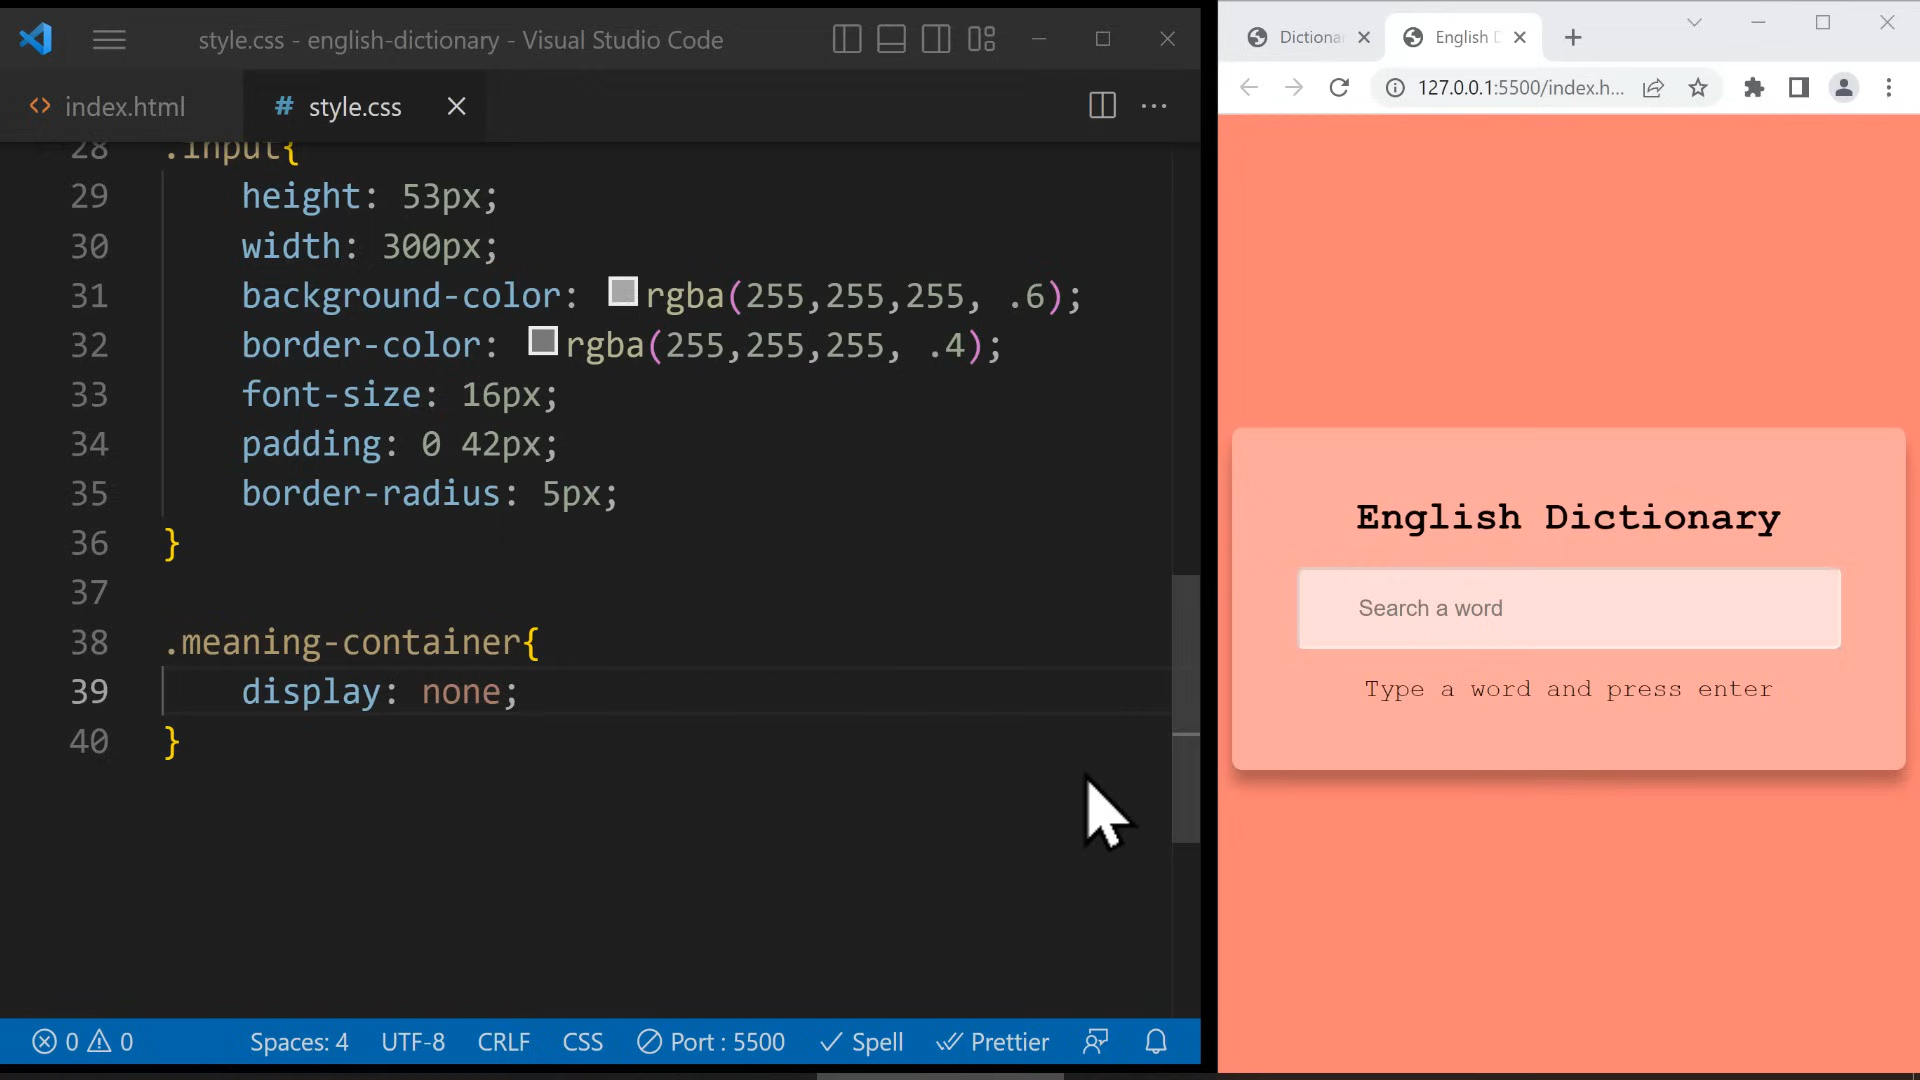 style.css - english-dictionary - Visual Studio Code
index.html
# style.css
28 .input{
29 height: 53px;
30 width: 300px;
31 background-color: rgba(255,255,255, .6);
32 border-color: rgba(255,255,255, .4);
33 font-size: 16px;
34 padding: 0 42px;
35 border-radius: 5px;
36 }
37
38 .meaning-container{
39 display: none;
40 }
0 0 Spaces: 4 UTF-8 CRLF CSS Port : 5500 Spell Prettier
Dictiona English D
127.0.0.1:5500/index.h...
English Dictionary
Search a word
Type a word and press enter